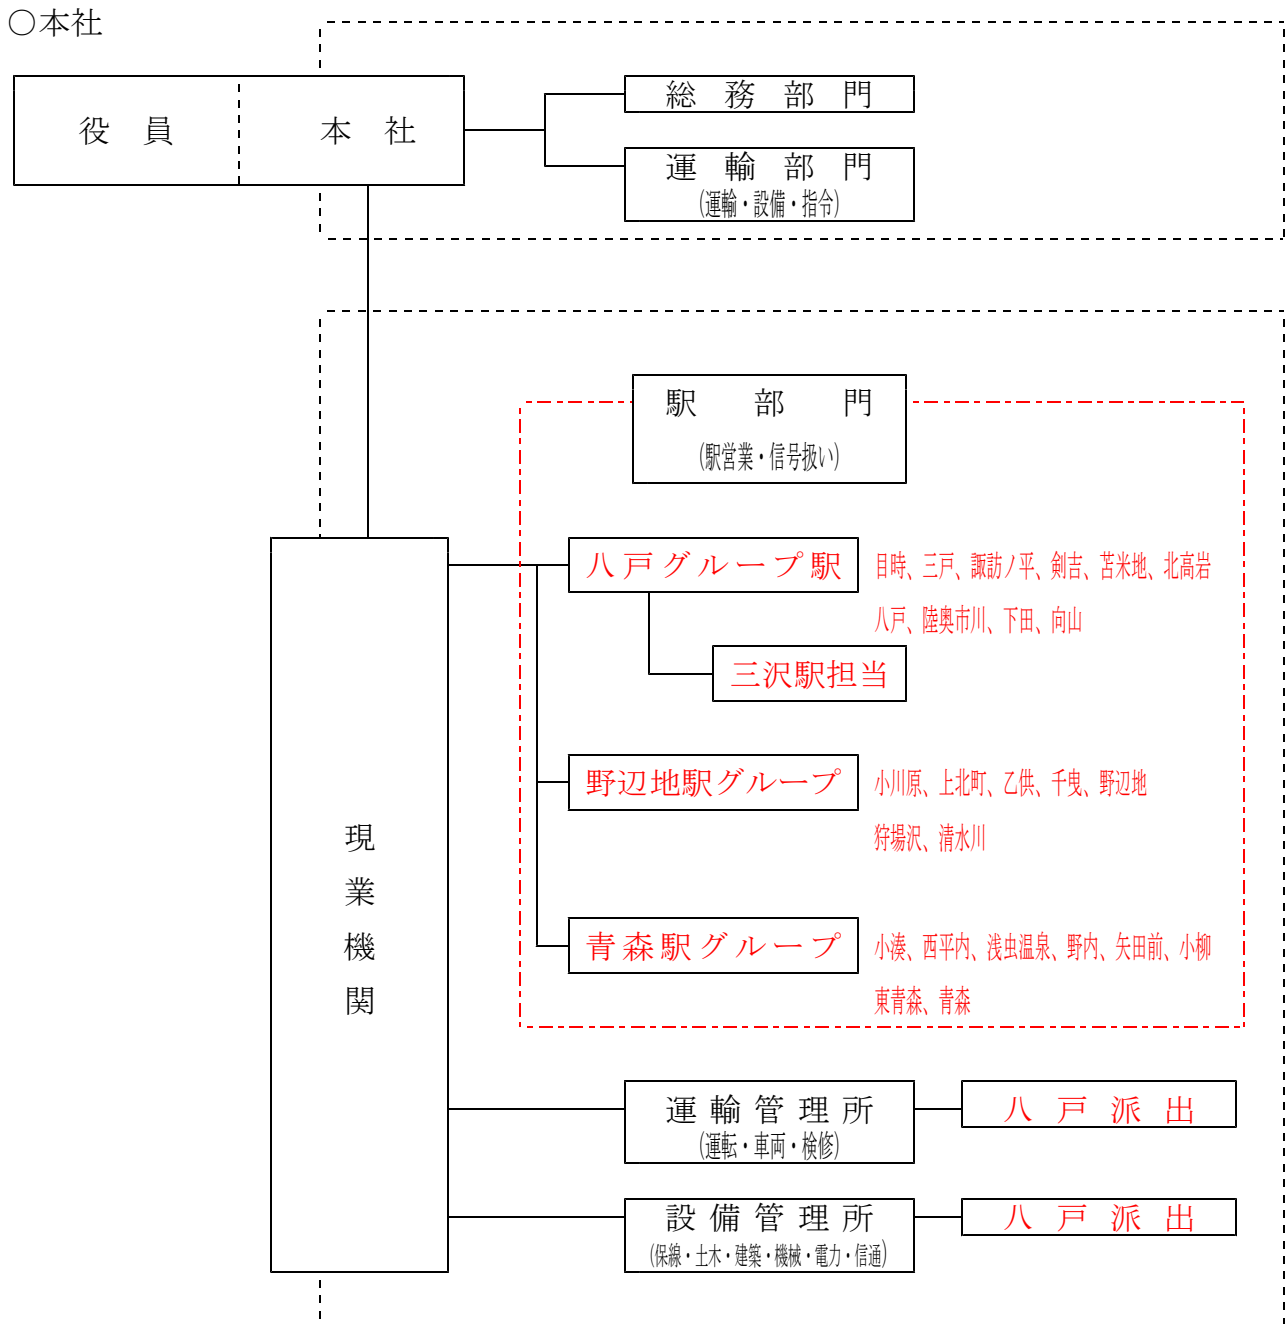 ○本社
役員
本社
総務部門
運輸部門
(運輸・設備・指令)
駅部門
(駅営業・信号扱い)
八戸グループ駅
目時、三戸、諏訪ノ平、剣吉、苫米地、北高岩
八戸、陸奥市川、下田、向山
三沢駅担当
野辺地駅グループ
小川原、上北町、乙供、千曳、野辺地
狩場沢、清水川
現業機関
青森駅グループ
小湊、西平内、浅虫温泉、野内、矢田前、小柳
東青森、青森
運輸管理所
(運転・車両・検修)
八戸派出
設備管理所
(保線・土木・建築・機械・電力・信通)
八戸派出